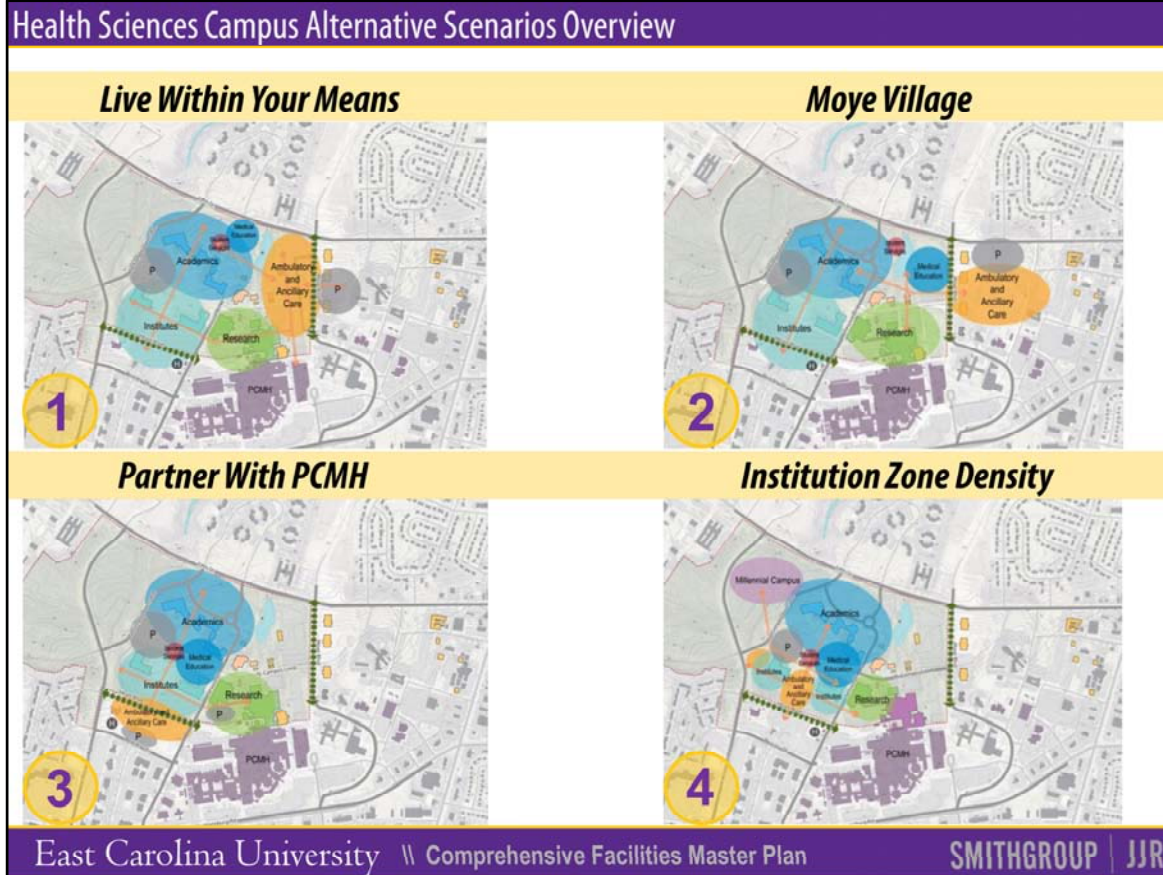 Health Sciences Campus Alternative Scenarios Overview
Live Within Your Means
Medical
Education
Academics
P
Ambulatory
and
Ancillary
Care
P
Institutes
Research
H
PCMH
1
Moye Village
P
Academics
Medical
Education
P
Ambulatory
and
Ancillary
Care
Institutes
Research
H
PCMH
2
Partner With PCMH
Academics
P
Medical
Education
Institutes
Research
Ancillary Care
P
H
P
PCMH
3
Institution Zone Density
Millennial Campus
Academics
P
Medical
Education
Institutes
Ambulatory
and
Ancillary
Care
Institutes
Research
H
PCMH
4
East Carolina University \\ Comprehensive Facilities Master Plan
SMITHGROUP | JJR